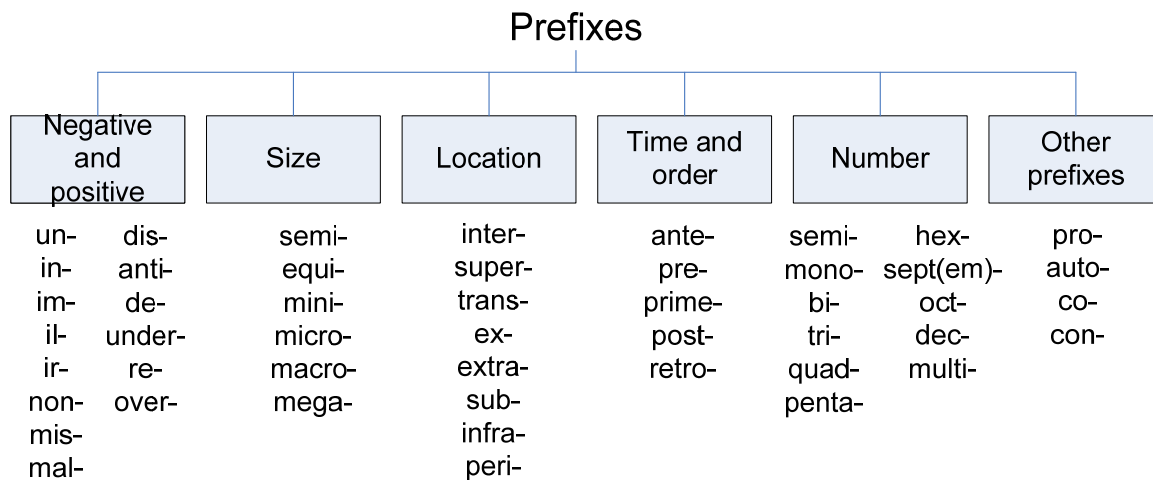 Prefixes
Negative
and
positive
Size
Location
Time and
order
Number
Other
prefixes
un-
in-
im-
il-
ir-
non-
mis-
mal-
dis-
anti-
de-
under-
re-
over-
semi-
equi-
mini-
micro-
macro-
mega-
inter-
super-
trans-
ex-
extra-
sub-
infra-
peri-
ante-
pre-
prime-
post-
retro-
semi-
mono-
bi-
tri-
quad-
penta-
hex-
sept(em)-
oct-
dec-
multi-
pro-
auto-
co-
con-